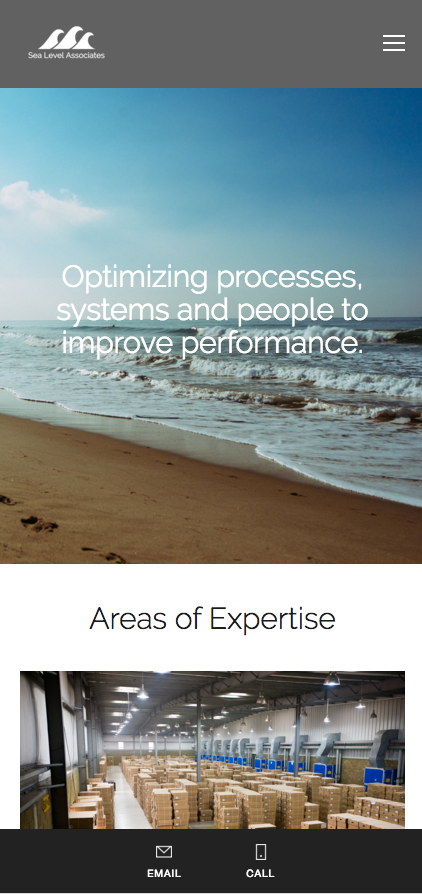 Sea Level Associates
Optimizing processes,
systems and people to
improve performance.
Areas of Expertise
EMAIL
CALL